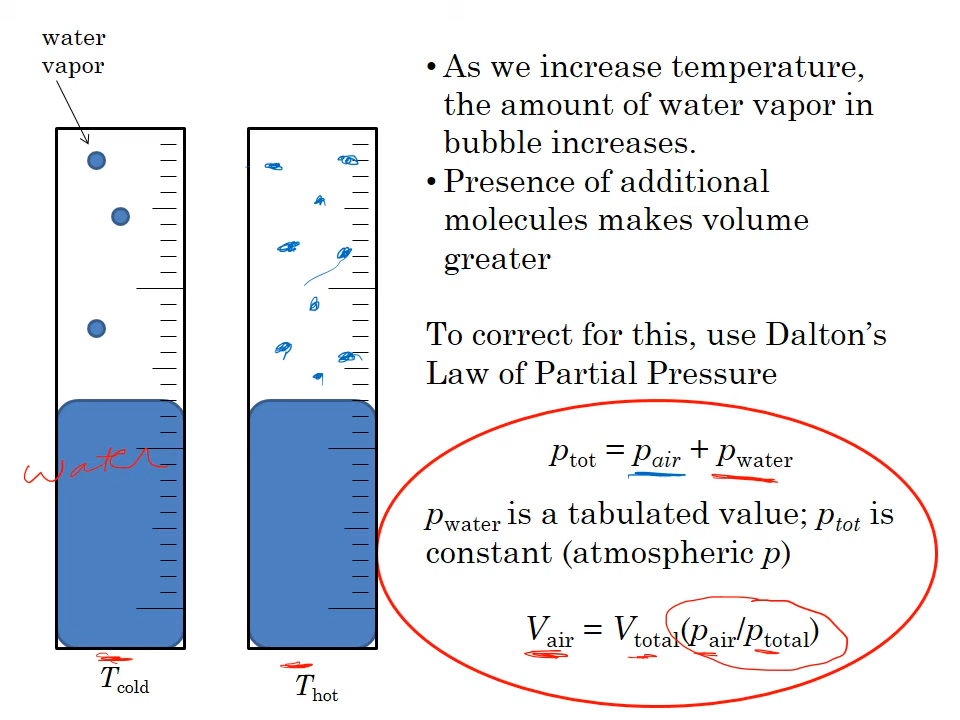 water
vapor
• As we increase temperature,
the amount of water vapor in
bubble increases.
• Presence of additional
molecules makes volume
greater
To correct for this, use Dalton’s
Law of Partial Pressure
p_tot = p_air + p_water
p_water is a tabulated value; p_tot is
constant (atmospheric p)
V_air = V_total(p_air/p_total)
water
T_cold
T_hot